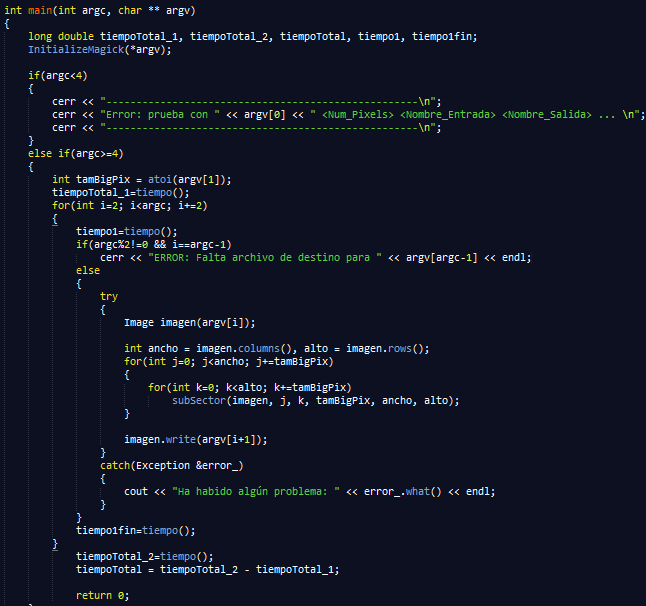 int main(int argc, char ** argv)
{
    long double tiempoTotal_1, tiempoTotal_2, tiempoTotal, tiempo1, tiempo1fin;
    InitializeMagick(*argv);

    if(argc<4)
    {
        cerr << "----------------------------------------------------\n";
        cerr << "Error: prueba con " << argv[0] << " <Num_Pixels> <Nombre_Entrada> <Nombre_Salida> ... \n";
        cerr << "----------------------------------------------------\n";
    }
    else if(argc>=4)
    {
        int tamBigPix = atoi(argv[1]);
        tiempoTotal_1=tiempo();
        for(int i=2; i<argc; i+=2)
        {
            tiempo1=tiempo();
            if(argc%2!=0 && i==argc-1)
                cerr << "ERROR: Falta archivo de destino para " << argv[argc-1] << endl;
            else
            {
                try
                {
                    Image imagen(argv[i]);

                    int ancho = imagen.columns(), alto = imagen.rows();
                    for(int j=0; j<ancho; j+=tamBigPix)
                    {
                        for(int k=0; k<alto; k+=tamBigPix)
                            subSector(imagen, j, k, tamBigPix, ancho, alto);
                    }

                    imagen.write(argv[i+1]);
                }
                catch(Exception &error_)
                {
                    cout << "Ha habido algún problema: " << error_.what() << endl;
                }
            }
            tiempo1fin=tiempo();
        }
            tiempoTotal_2=tiempo();
            tiempoTotal = tiempoTotal_2 - tiempoTotal_1;

            return 0;